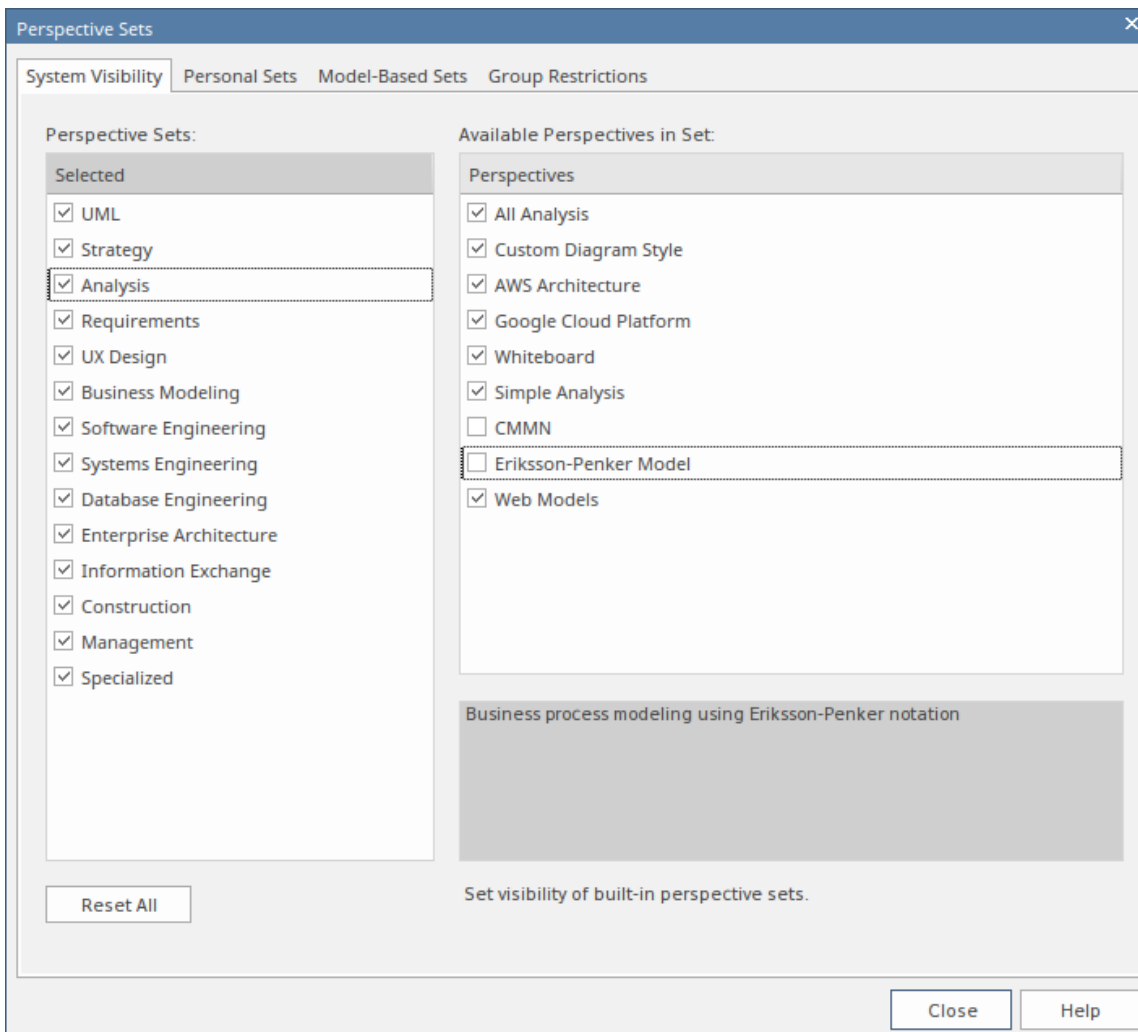 Perspective Sets
System Visibility Personal Sets Model-Based Sets Group Restrictions
Perspective Sets:
Selected
UML
Strategy
Analysis
Requirements
UX Design
Business Modeling
Software Engineering
Systems Engineering
Database Engineering
Enterprise Architecture
Information Exchange
Construction
Management
Specialized
Reset All
Available Perspectives in Set:
Perspectives
All Analysis
Custom Diagram Style
AWS Architecture
Google Cloud Platform
Whiteboard
Simple Analysis
CMMN
Eriksson-Penker Model
Web Models
Business process modeling using Eriksson-Penker notation
Set visibility of built-in perspective sets.
Close Help